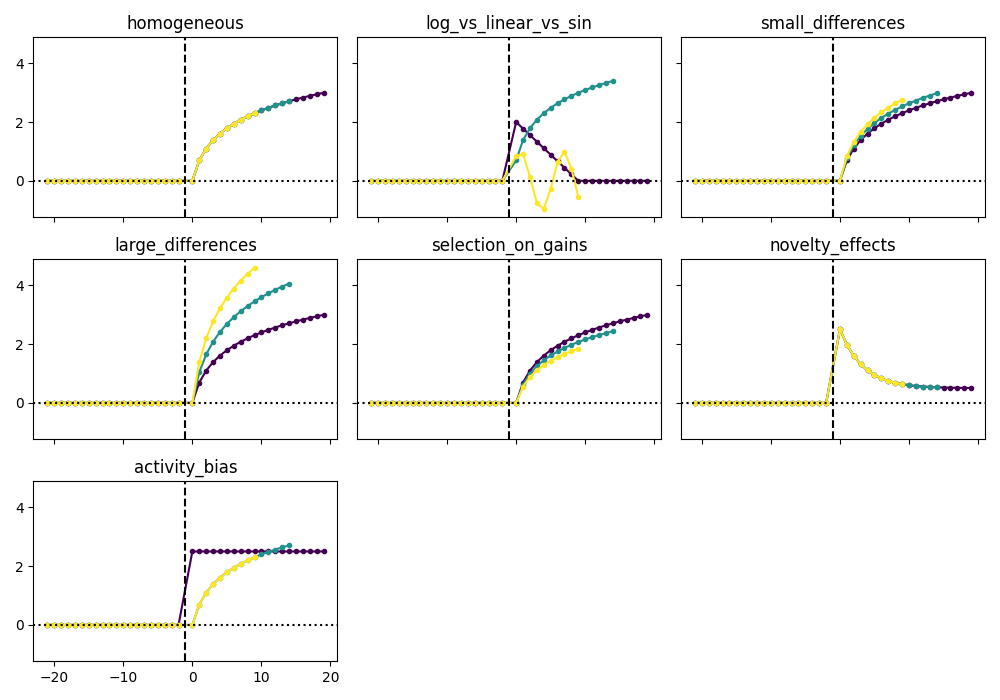 homogeneous
log_vs_linear_vs_sin
small_differences
4
2
0
large_differences
selection_on_gains
novelty_effects
4
2
0
activity_bias
4
2
0
−20
−10
0
10
20